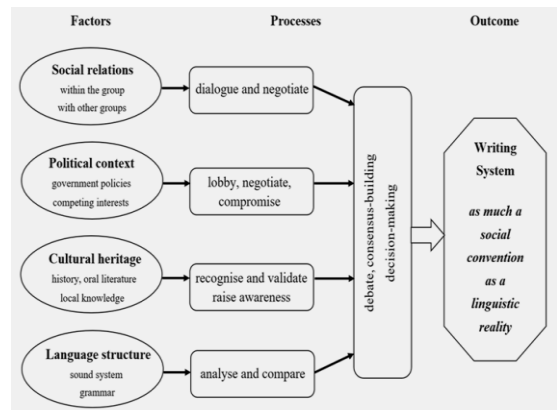 Factors
Processes
Outcome
Social relations
within the group
with other groups
dialogue and negotiate
Political context
government policies
competing interests
lobby, negotiate,
compromise
Cultural heritage
history, oral literature
local knowledge
recognise and validate
raise awareness
Language structure
sound system
grammar
analyse and compare
debate, consensus-building
decision-making
Writing
System
as much a
social
convention
as a
linguistic
reality